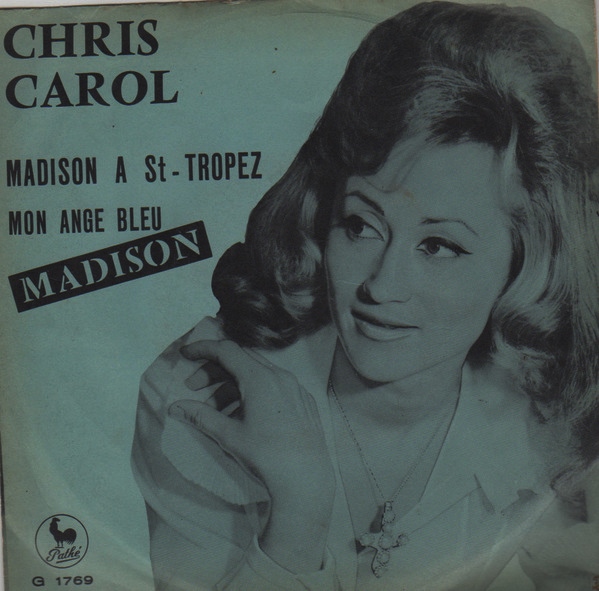 CHRIS
CAROL
MADISON A St-TROPEZ
MON ANGE BLEU
MADISON
Pathé
G 1769